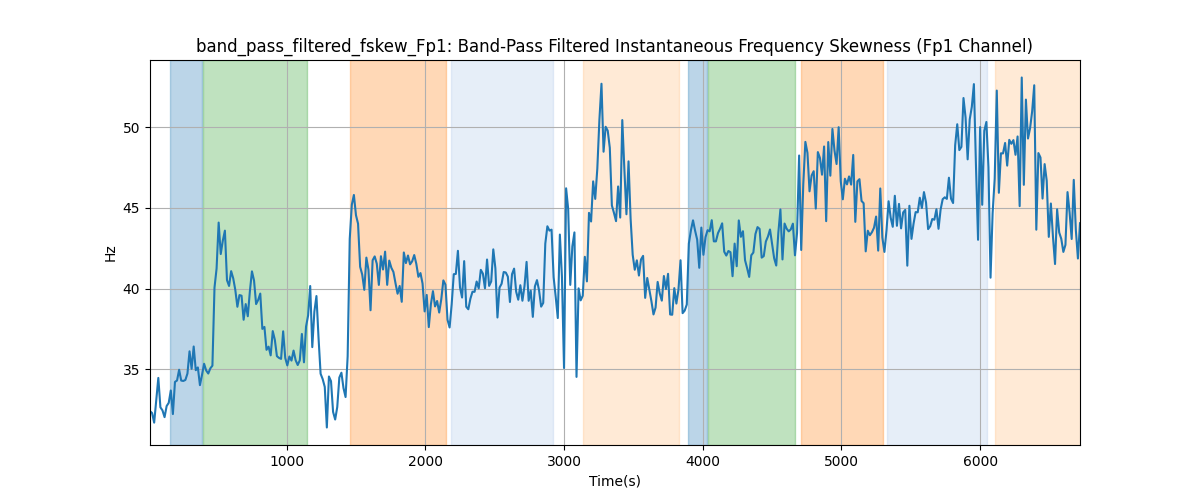 band_pass_filtered_fskew_Fp1: Band-Pass Filtered Instantaneous Frequency Skewness (Fp1 Channel)
50
45
40
35
Hz
1000 2000 3000 4000 5000 6000
Time(s)